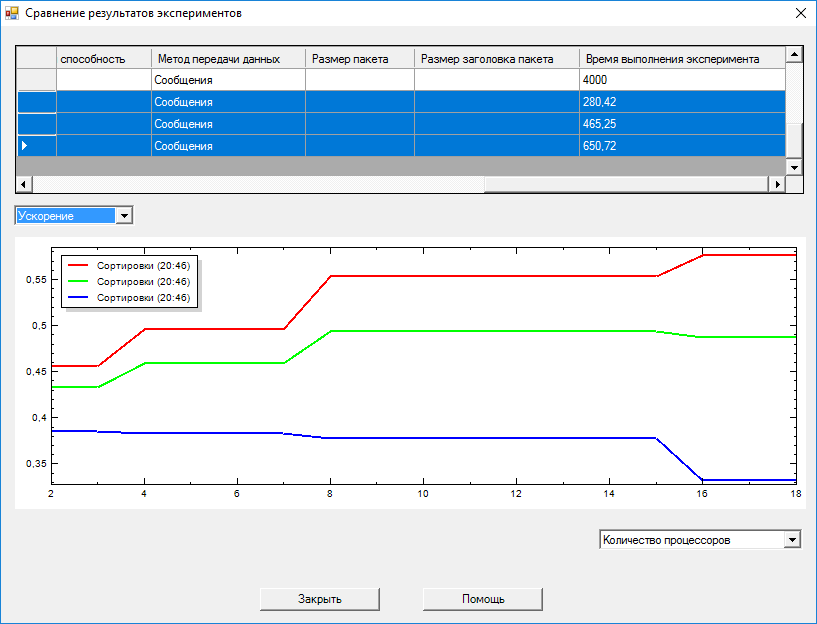 Сравнение результатов экспериментов
способность Метод передачи данных Размер пакета Размер заголовка пакета Время выполнения эксперимента
Сообщения 4000
Сообщения 280,42
Сообщения 465,25
Сообщения 650,72
Ускорение
Сортировки (20:46)
Сортировки (20:46)
Сортировки (20:46)
0,55
0,5
0,45
0,4
0,35
2 4 6 8 10 12 14 16 18
Количество процессоров
Закрыть Помощь